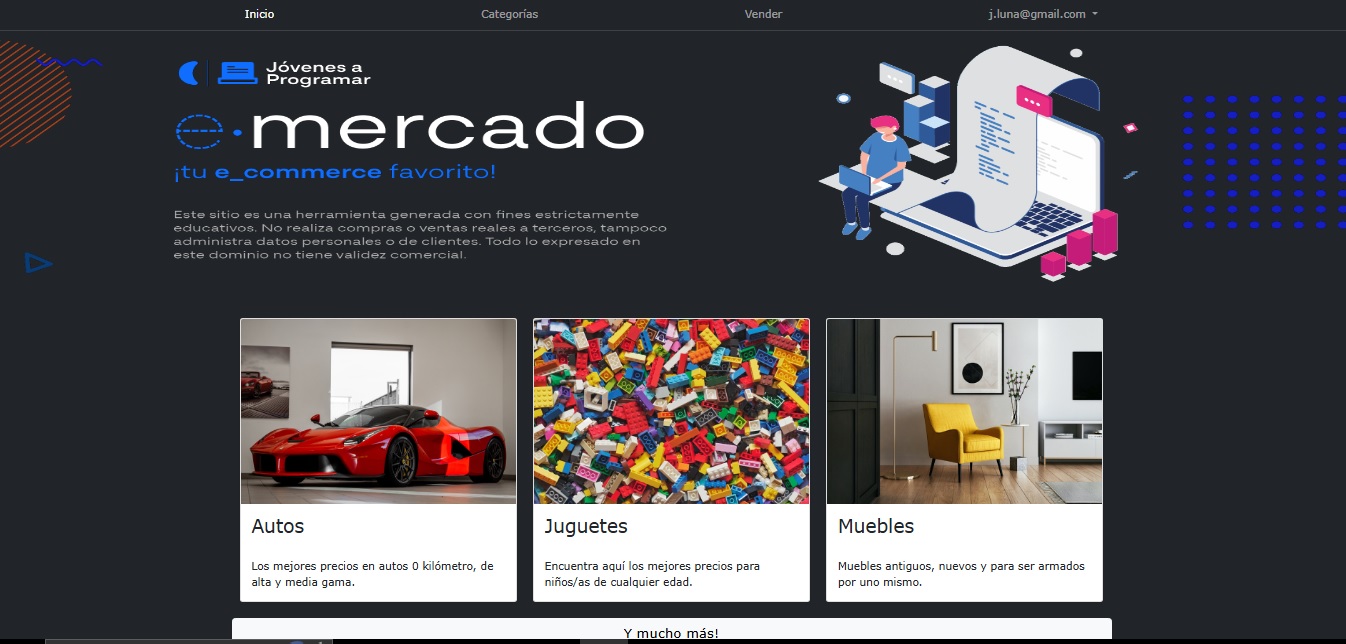 Inicio
Categorías
Vender
j.luna@gmail.com
Jóvenes a
Programar
e·mercado
¡tu e_commerce favorito!
Este sitio es una herramienta generada con fines estrictamente
educativos. No realiza compras o ventas reales a terceros, tampoco
administra datos personales o de clientes. Todo lo expresado en
este dominio no tiene validez comercial.
Autos
Los mejores precios en autos 0 kilómetro, de
alta y media gama.
Juguetes
Encuentra aquí los mejores precios para
niños/as de cualquier edad.
Muebles
Muebles antiguos, nuevos y para ser armados
por uno mismo.
Y mucho más!